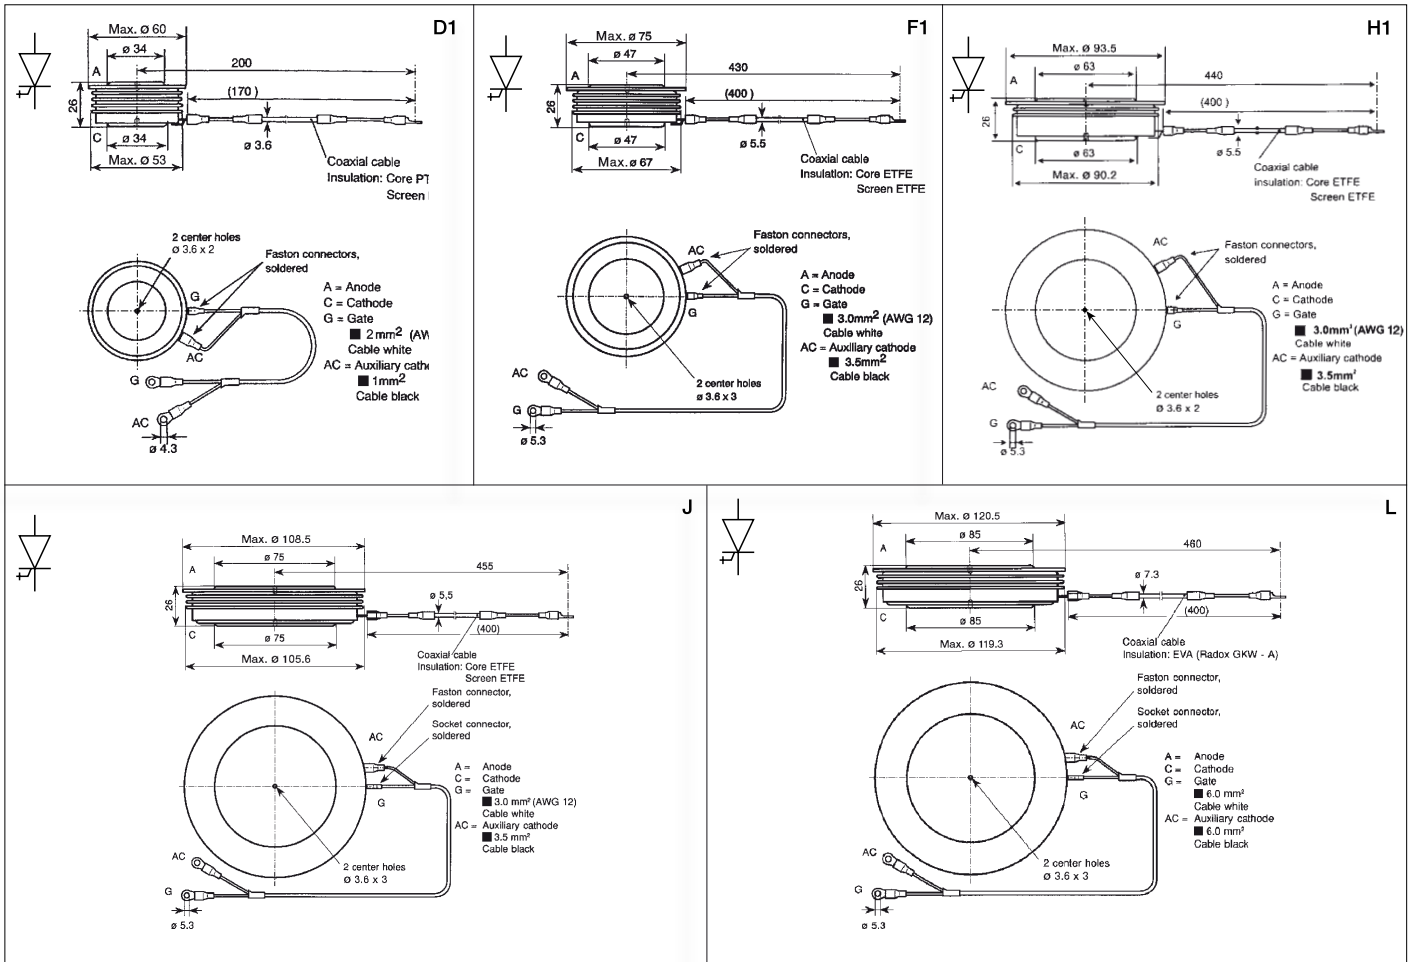 D1
Max. Ø 60
ø 34
A
200
(170 )
26
C
ø 34
ø 3.6
Max. Ø 53
Coaxial cable
Insulation: Core PT
Screen
2 center holes
Ø 3.6 x 2
Faston connectors,
soldered
G
AC
A = Anode
C = Cathode
G = Gate
■ 2mm²
Cable white
AC = Auxiliary
■ 1mm²
Cable black
G
AC
ø 4.3
F1
Max. ø 75
ø 47
A
430
(400 )
26
C
ø 47
ø 5.5
Max. ø 67
Coaxial cable
Insulation: Core ETFE
Screen ETFE
AC
Faston connectors,
soldered
G
A = Anode
C = Cathode
G = Gate
■ 3.0mm² (AWG 12)
Cable white
AC = Auxiliary cathode
■ 3.5mm²
Cable black
2 center holes
ø 3.6 x 3
AC
G
ø 5.3
H1
Max. Ø 93.5
ø 63
A
440
(400 )
26
C
ø 63
ø 5.5
Max. Ø 90.2
Coaxial cable
insulation: Core ETFE
Screen ETFE
AC
Faston connectors,
soldered
G
A = Anode
C = Cathode
G = Gate
■ 3.0mm² (AWG 12)
Cable white
AC = Auxiliary cathode
■ 3.5mm²
Cable black
2 center holes
Ø 3.6 x 2
AC
G
ø 5.3
J
Max. Ø 108.5
ø 75
A
455
26
ø 5,5
C
ø 75
(400)
Max. Ø 105.6
Coaxial cable
Insulation: Core ETFE
Screen ETFE
Faston connector,
soldered
Socket connector,
soldered
AC
G
A = Anode
C = Cathode
G = Gate
■ 3.0 mm² (AWG 12)
Cable white
AC = Auxiliary cathode
■ 3.5 mm²
Cable black
2 center holes
Ø 3.6 x 3
AC
G
ø 5.3
L
Max. Ø 120.5
ø 85
A
460
26
ø 7.3
C
ø 85
(400)
Max. Ø 119.3
Coaxial cable
Insulation: EVA (Radox GKW - A)
Faston connector,
soldered
Socket connector,
soldered
AC
G
A = Anode
C = Cathode
G = Gate
■ 6.0 mm²
Cable white
AC = Auxiliary cathode
■ 6.0 mm²
Cable black
2 center holes
Ø 3.6 x 3
AC
G
ø 5.3